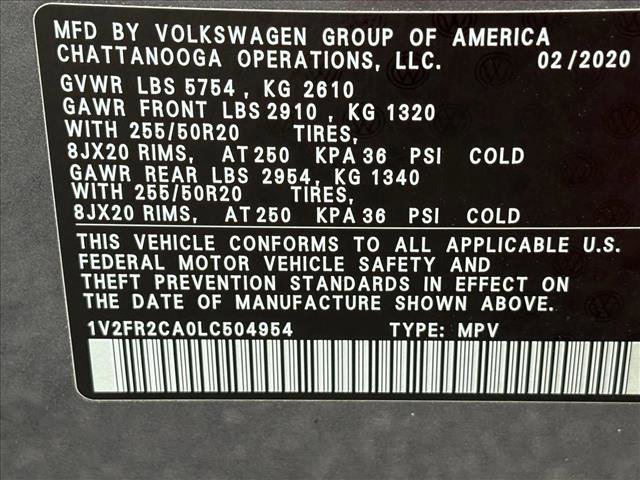 MFD BY VOLKSWAGEN GROUP OF AMERICA
CHATTANOOGA OPERATIONS, LLC. 02/2020
GVWR LBS 5754 , KG 2610
GAWR FRONT LBS 2910 , KG 1320
WITH 255/50R20 TIRES,
8JX20 RIMS, AT 250 KPA 36 PSI COLD
GAWR REAR LBS 2954, KG 1340
WITH 255/50R20 TIRES,
8JX20 RIMS, AT 250 KPA 36 PSI COLD
THIS VEHICLE CONFORMS TO ALL APPLICABLE U.S.
FEDERAL MOTOR VEHICLE SAFETY AND
THEFT PREVENTION STANDARDS IN EFFECT ON THE
DATE OF MANUFACTURE SHOWN ABOVE.
1V2FR2CA0LC504954 TYPE: MPV